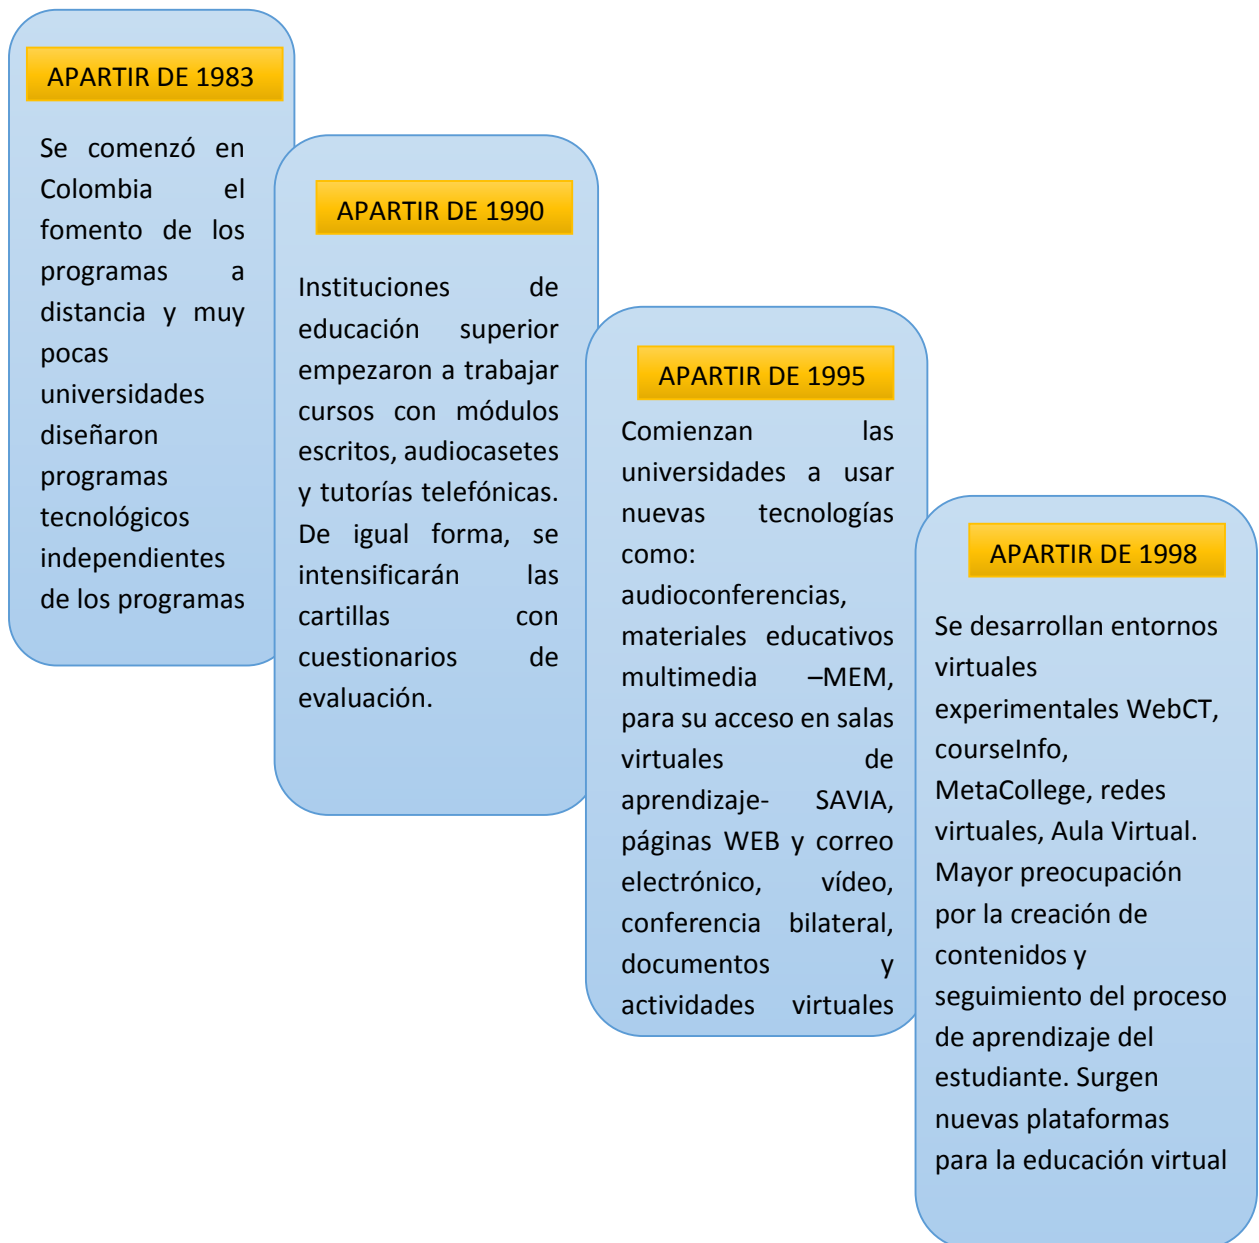 APARTIR DE 1983
Se comenzó en
Colombia el
fomento de los
programas a
distancia y muy
pocas
universidades
diseñaron
programas
tecnológicos
independientes
de los programas
APARTIR DE 1990
Instituciones de
educación superior
empezaron a trabajar
cursos con módulos
escritos, audiocasetes
y tutorías telefónicas.
De igual forma, se
intensificarán las
cartillas con
cuestionarios de
evaluación.
APARTIR DE 1995
Comienzan las
universidades a usar
nuevas tecnologías
como:
audioconferencias,
materiales educativos
multimedia –MEM,
para su acceso en salas
virtuales de
aprendizaje- SAVIA,
páginas WEB y correo
electrónico, vídeo,
conferencia bilateral,
documentos y
actividades virtuales
APARTIR DE 1998
Se desarrollan entornos
virtuales
experimentales WebCT,
courseInfo,
MetaCollege, redes
virtuales, Aula Virtual.
Mayor preocupación
por la creación de
contenidos y
seguimiento del proceso
de aprendizaje del
estudiante. Surgen
nuevas plataformas
para la educación virtual